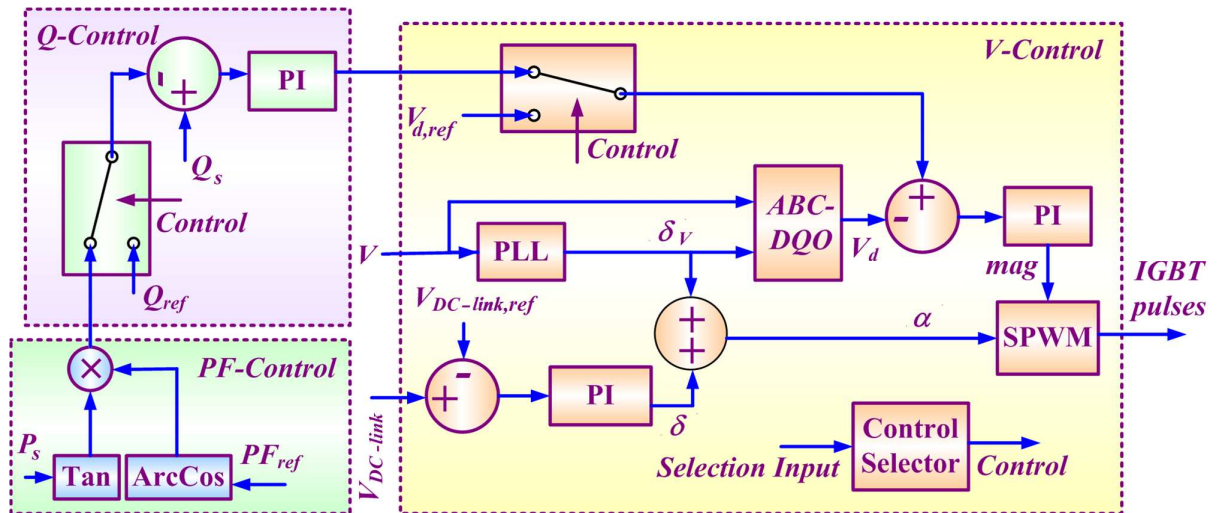 Q-Control
V-Control
-
+
PI
V_d,ref
Control
Q_s
Control
Q_ref
ABC-
DQO
-
+
PI
V
PLL
δ_V
V_d
mag
IGBT
pulses
V_DC-link,ref
+
+
α
SPWM
PF-Control
×
-
+
PI
δ
V_DC-link
P_s
Tan
ArcCos
PF_ref
Selection Input
Control
Selector
Control